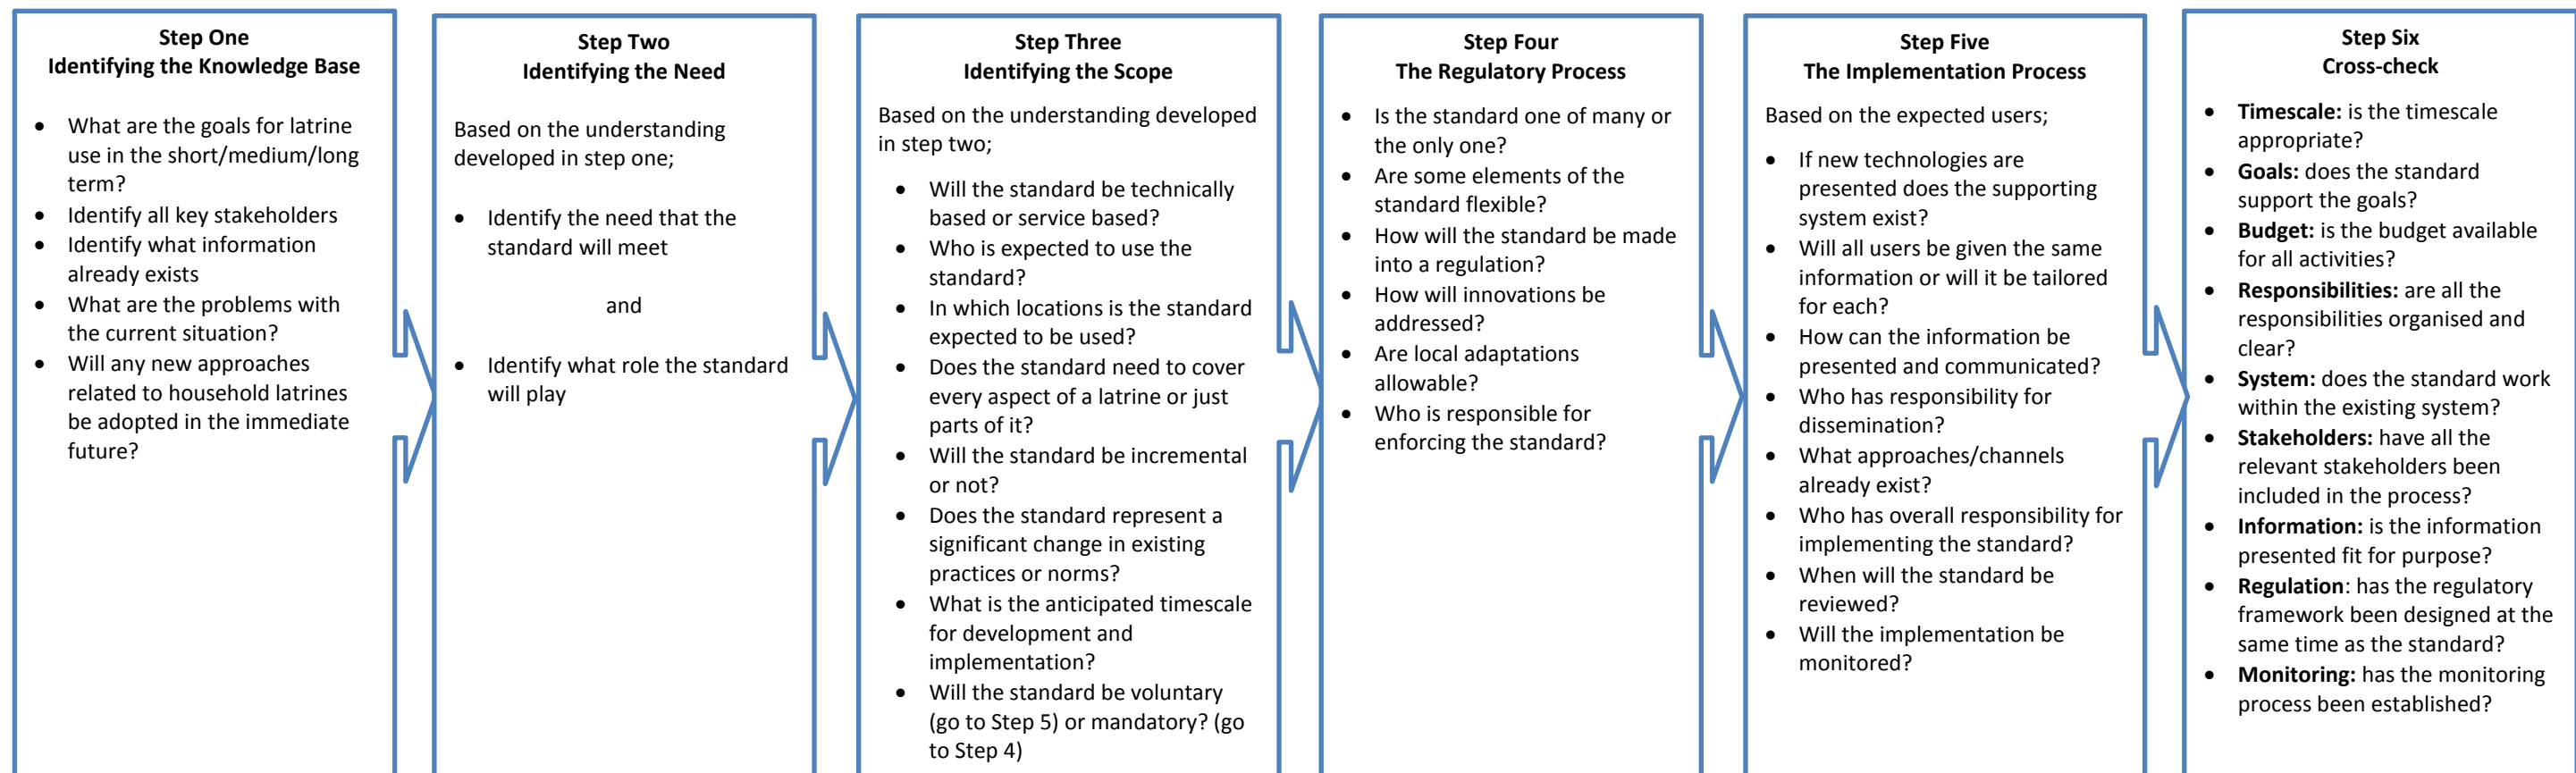 Step One
Identifying the Knowledge Base
• What are the goals for latrine
use in the short/medium/long
term?
• Identify all key stakeholders
• Identify what information
already exists
• What are the problems with
the current situation?
• Will any new approaches
related to household latrines
be adopted in the immediate
future?
Step Two
Identifying the Need
Based on the understanding
developed in step one;
• Identify the need that the
standard will meet
and
• Identify what role the standard
will play
Step Three
Identifying the Scope
Based on the understanding developed
in step two;
• Will the standard be technically
based or service based?
• Who is expected to use the
standard?
• In which locations is the standard
expected to be used?
• Does the standard need to cover
every aspect of a latrine or just
parts of it?
• Will the standard be incremental
or not?
• Does the standard represent a
significant change in existing
practices or norms?
• What is the anticipated timescale
for development and
implementation?
• Will the standard be voluntary
(go to Step 5) or mandatory? (go
to Step 4)
Step Four
The Regulatory Process
• Is the standard one of many or
the only one?
• Are some elements of the
standard flexible?
• How will the standard be made
into a regulation?
• How will innovations be
addressed?
• Are local adaptations
allowable?
• Who is responsible for
enforcing the standard?
Step Five
The Implementation Process
Based on the expected users;
• If new technologies are
presented does the supporting
system exist?
• Will all users be given the same
information or will it be tailored
for each?
• How can the information be
presented and communicated?
• Who has responsibility for
dissemination?
• What approaches/channels
already exist?
• Who has overall responsibility for
implementing the standard?
• When will the standard be
reviewed?
• Will the implementation be
monitored?
Step Six
Cross-check
• Timescale: is the timescale
appropriate?
• Goals: does the standard
support the goals?
• Budget: is the budget available
for all activities?
• Responsibilities: are all the
responsibilities organised and
clear?
• System: does the standard work
within the existing system?
• Stakeholders: have all the
relevant stakeholders been
included in the process?
• Information: is the information
presented fit for purpose?
• Regulation: has the regulatory
framework been designed at the
same time as the standard?
• Monitoring: has the monitoring
process been established?